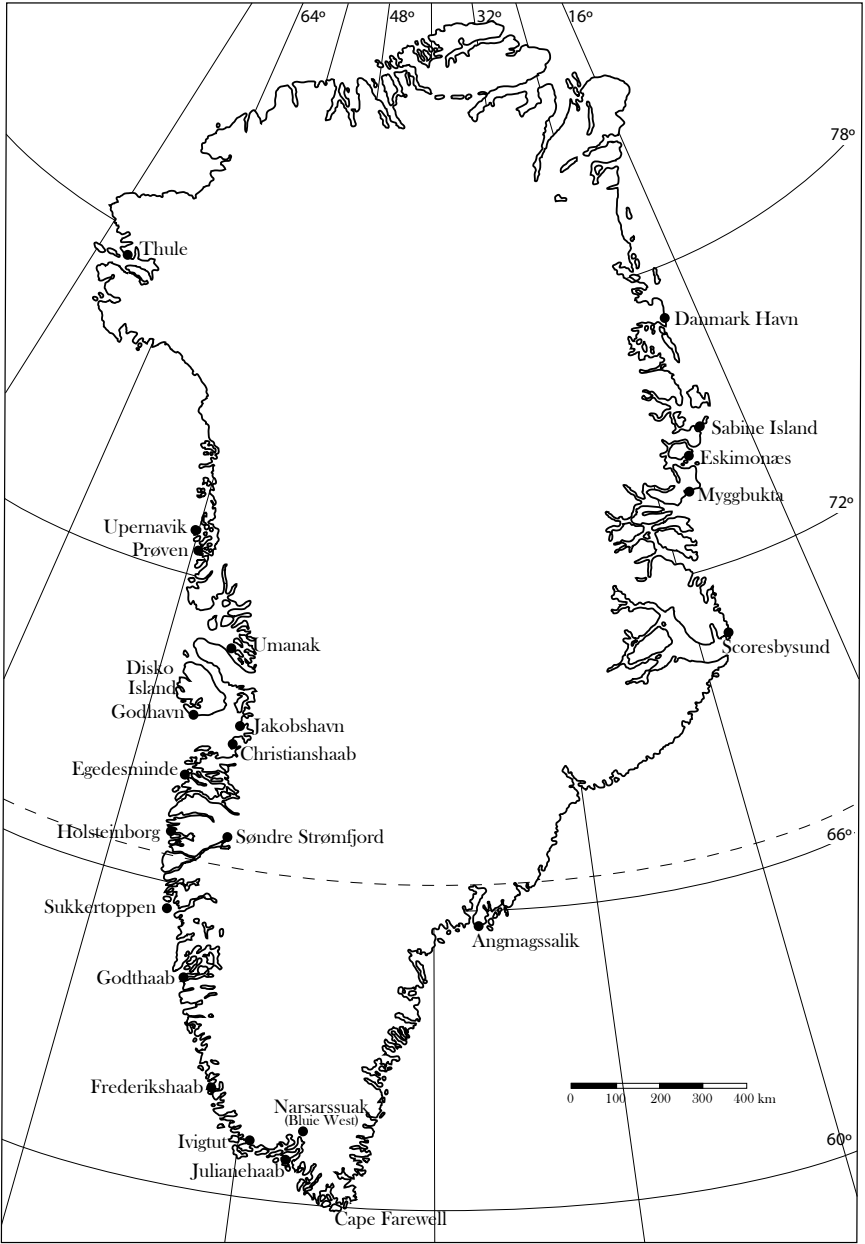 64º 48º 32º 16º
78º
Thule
Danmark Havn
Sabine Island
Eskimonæs
Myggbukta
72º
Upernavik
Prøven
Umanak
Scoresbysund
Disko
Island
Godhavn
Jakobshavn
Christianshaab
Egedesminde
Holsteinborg
Søndre Strømfjord
66º
Sukkertoppen
Angmagssalik
Godthaab
Frederikshaab
0 100 200 300 400 km
Narsarssuak
(Bluie West)
Ivigtut
60º
Julianehaab
Cape Farewell